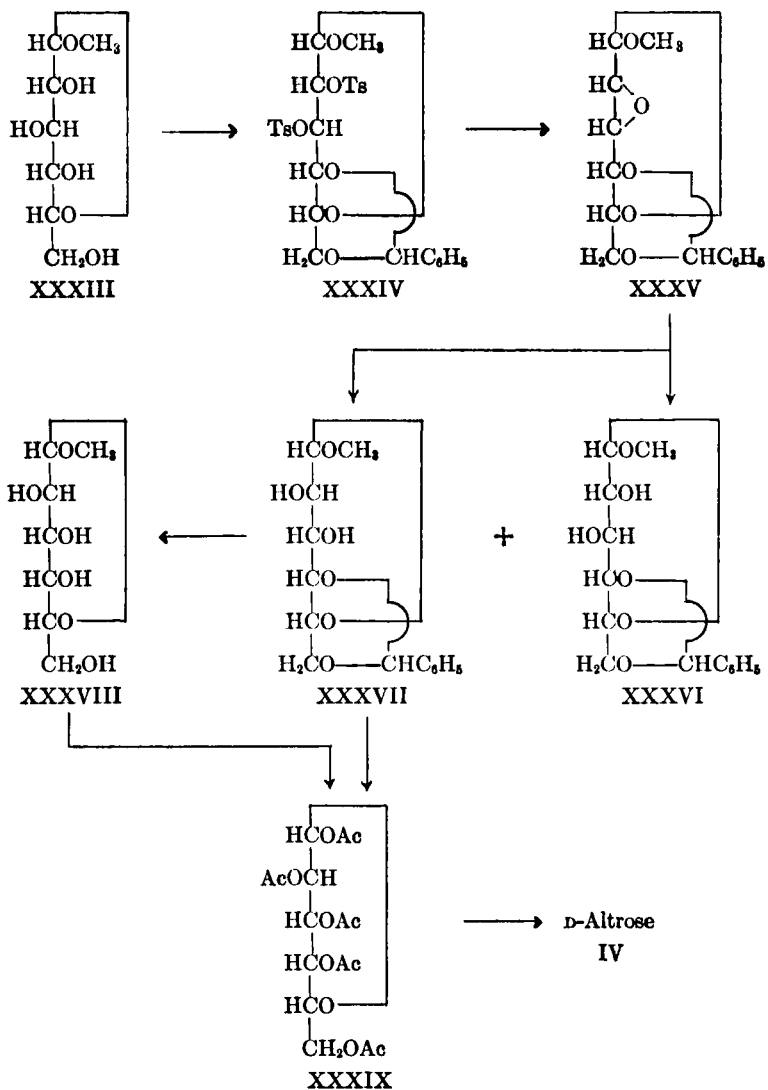 HCOCH₃
HCOH
HOCH
HCOH
HCO
CH₂OH
XXXIII
HCOCH₃
HCOTs
TsOCH
HCO
HCO
H₂CO
CHC₆H₅
XXXIV
HCOCH₃
HC
O
HC
HCO
HCO
H₂CO
CHC₆H₅
XXXV
HCOCH₃
HOCH
HCOH
HCOH
HCO
CH₂OH
XXXVIII
HCOCH₃
HOCH
HCOH
HCO
HCO
H₂CO
CHC₆H₅
XXXVII
+
HCOCH₃
HCOH
HOCH
HCO
HCO
H₂CO
CHC₆H₅
XXXVI
HCOAc
AcOCH
HCOAc
HCOAc
HCO
CH₂OAc
XXXIX
D-Altrose
IV